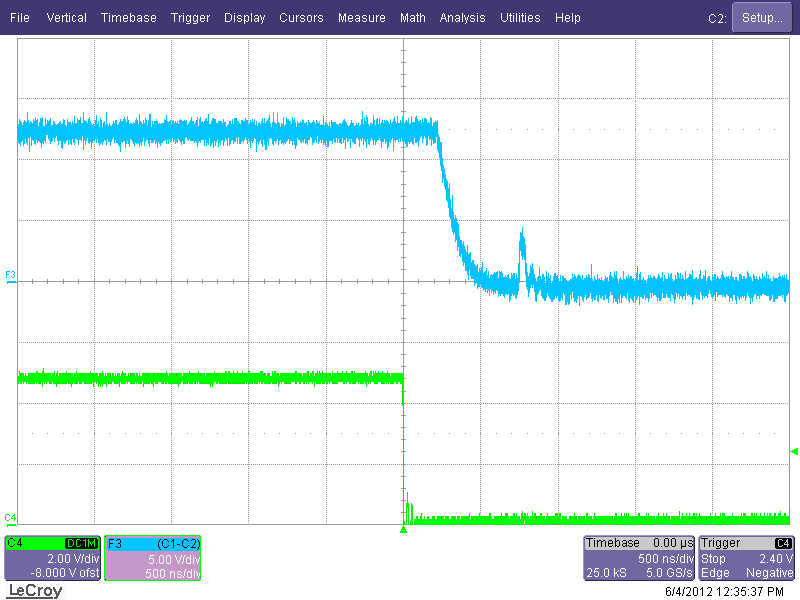 File Vertical Timebase Trigger Display Cursors Measure Math Analysis Utilities Help C2: Setup...
F3
C4
C4 DC1M
2.00 V/div
-8.000 V ofst
F3 (C1-C2)
5.00 V/div
500 ns/div
Timebase 0.00 µs
500 ns/div
25.0 kS 5.0 GS/s
Trigger C4
Stop 2.40 V
Edge Negative
LeCroy
6/4/2012 12:35:37 PM